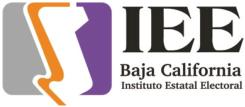 IEE
Baja California
Instituto Estatal Electoral